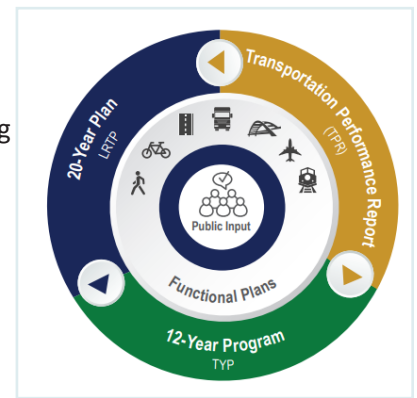 20-Year Plan
LRTP
Transportation Performance Report
(TPR)
Public Input
Functional Plans
12-Year Program
TYP